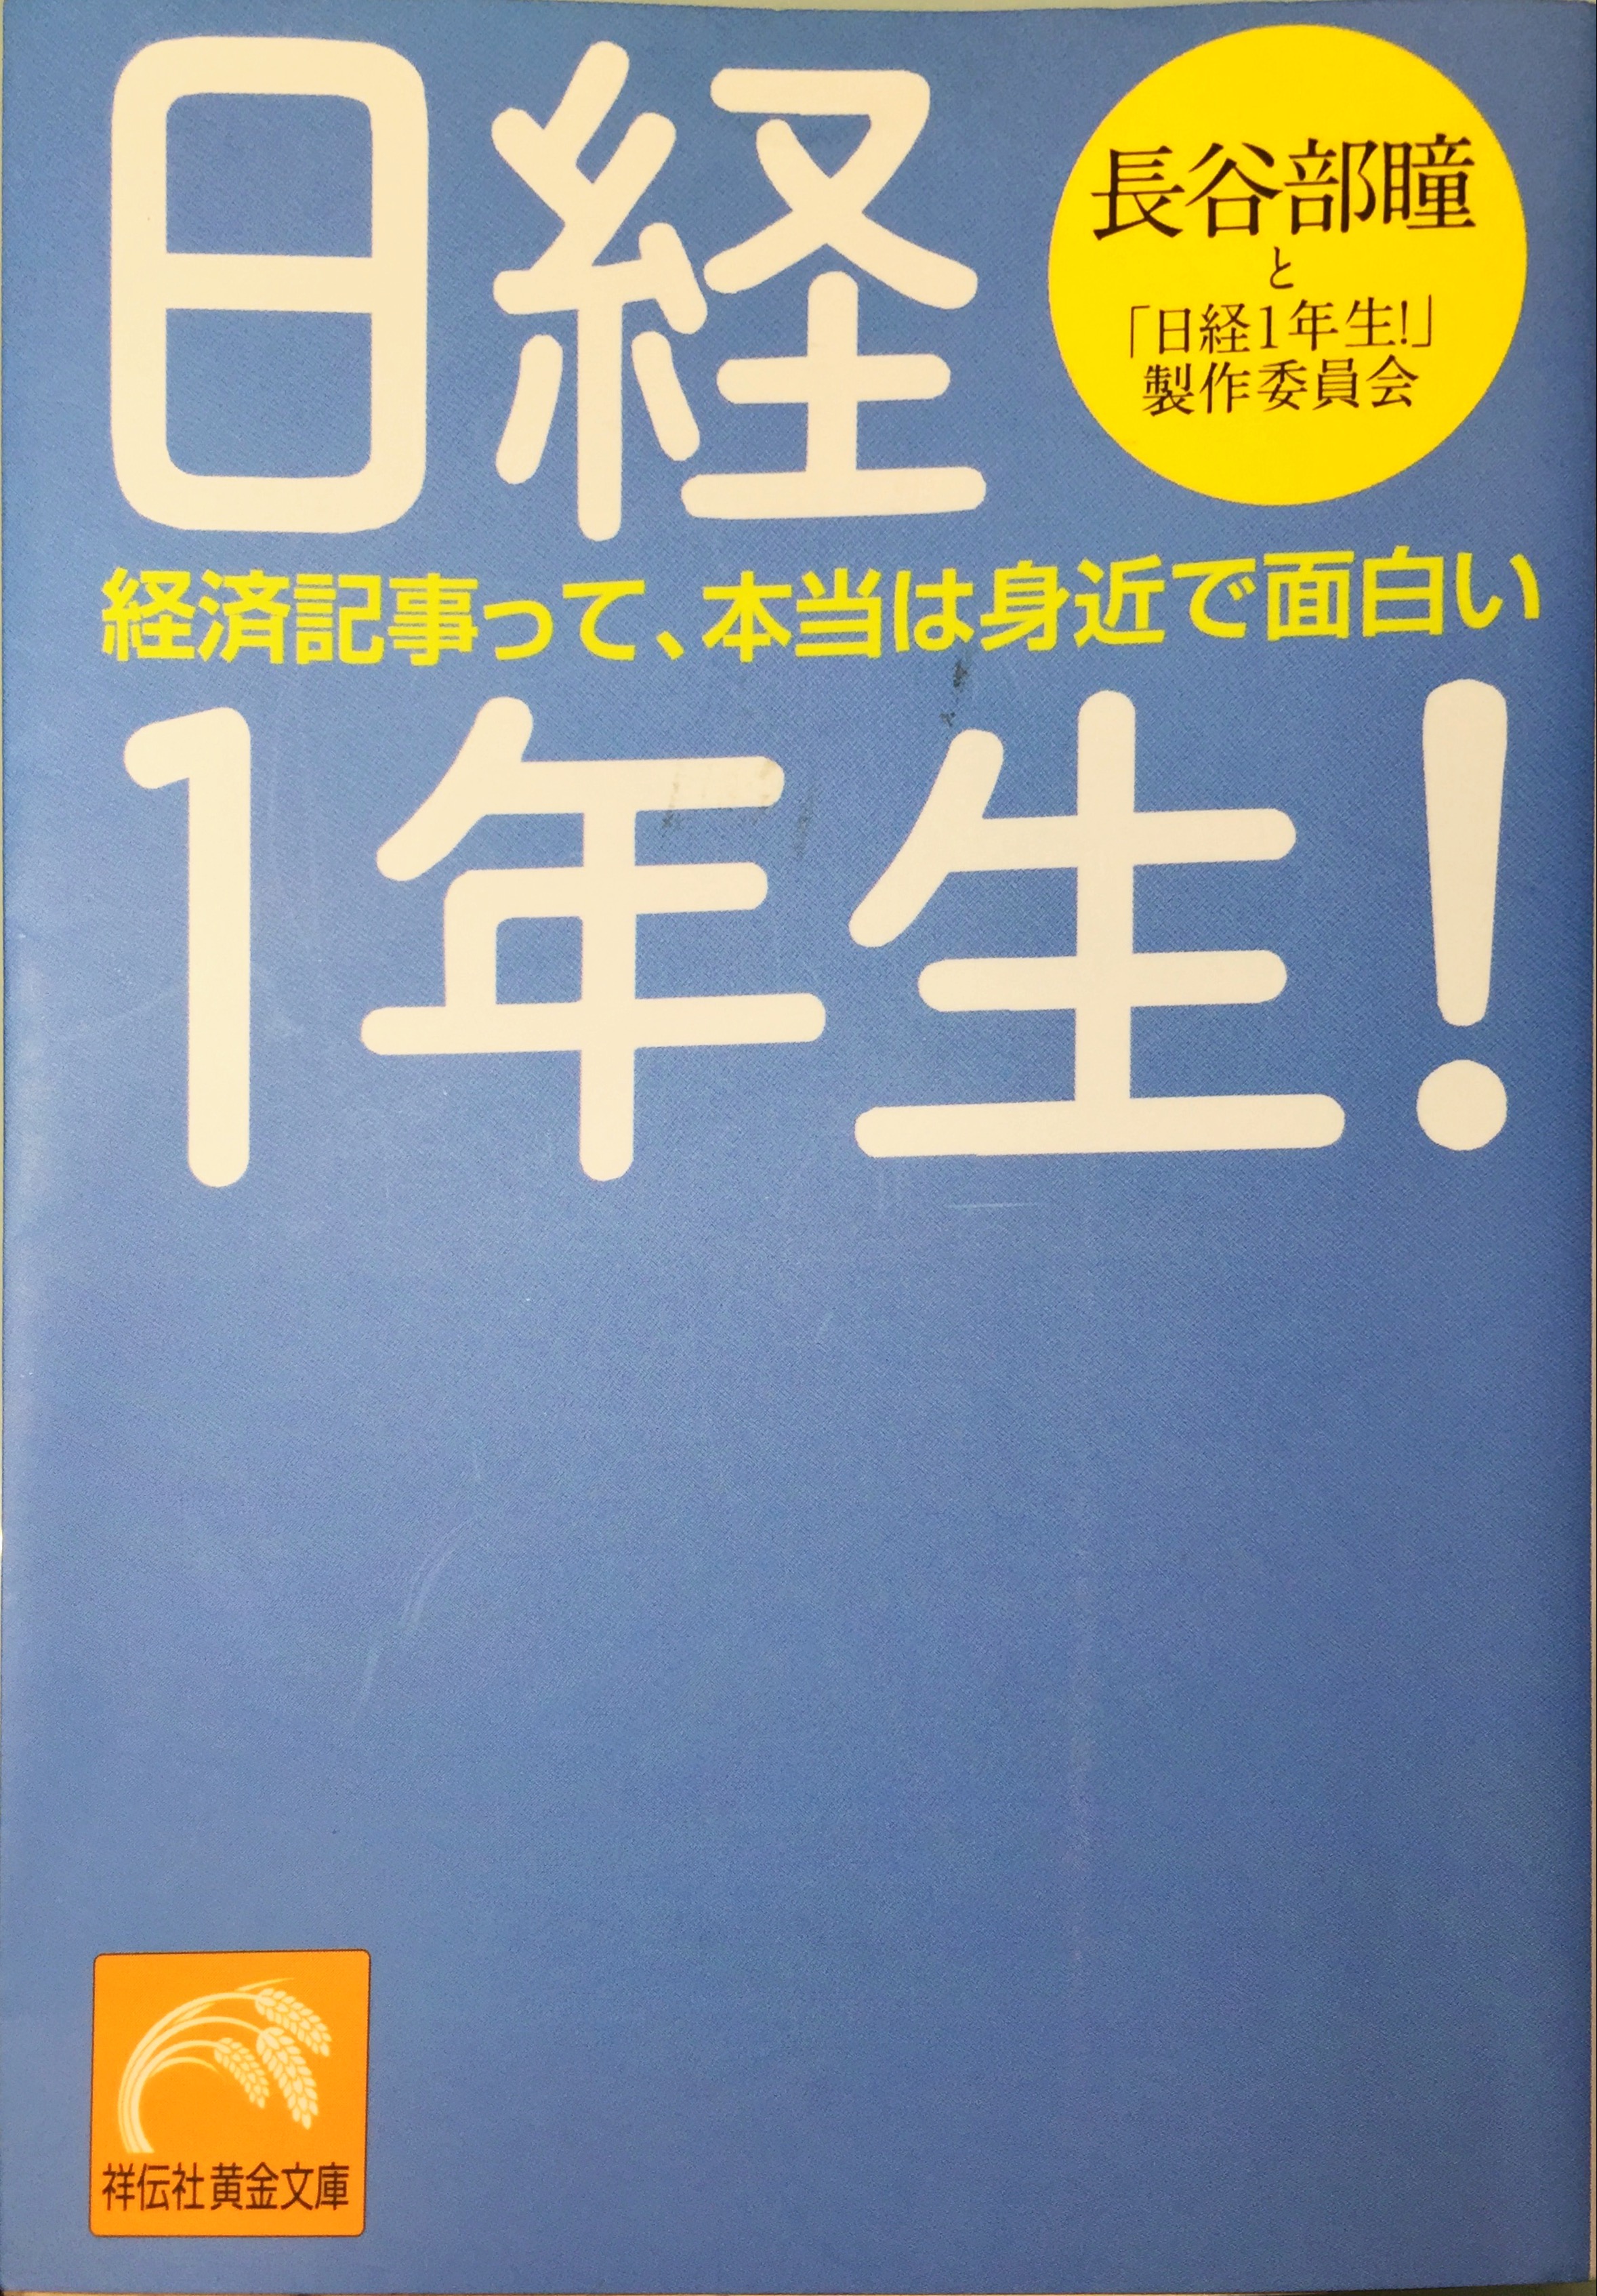 日経
長谷部瞳
と
「日経1年生!」
製作委員会
経済記事って、本当は身近で面白い
1年生!
祥伝社黄金文庫